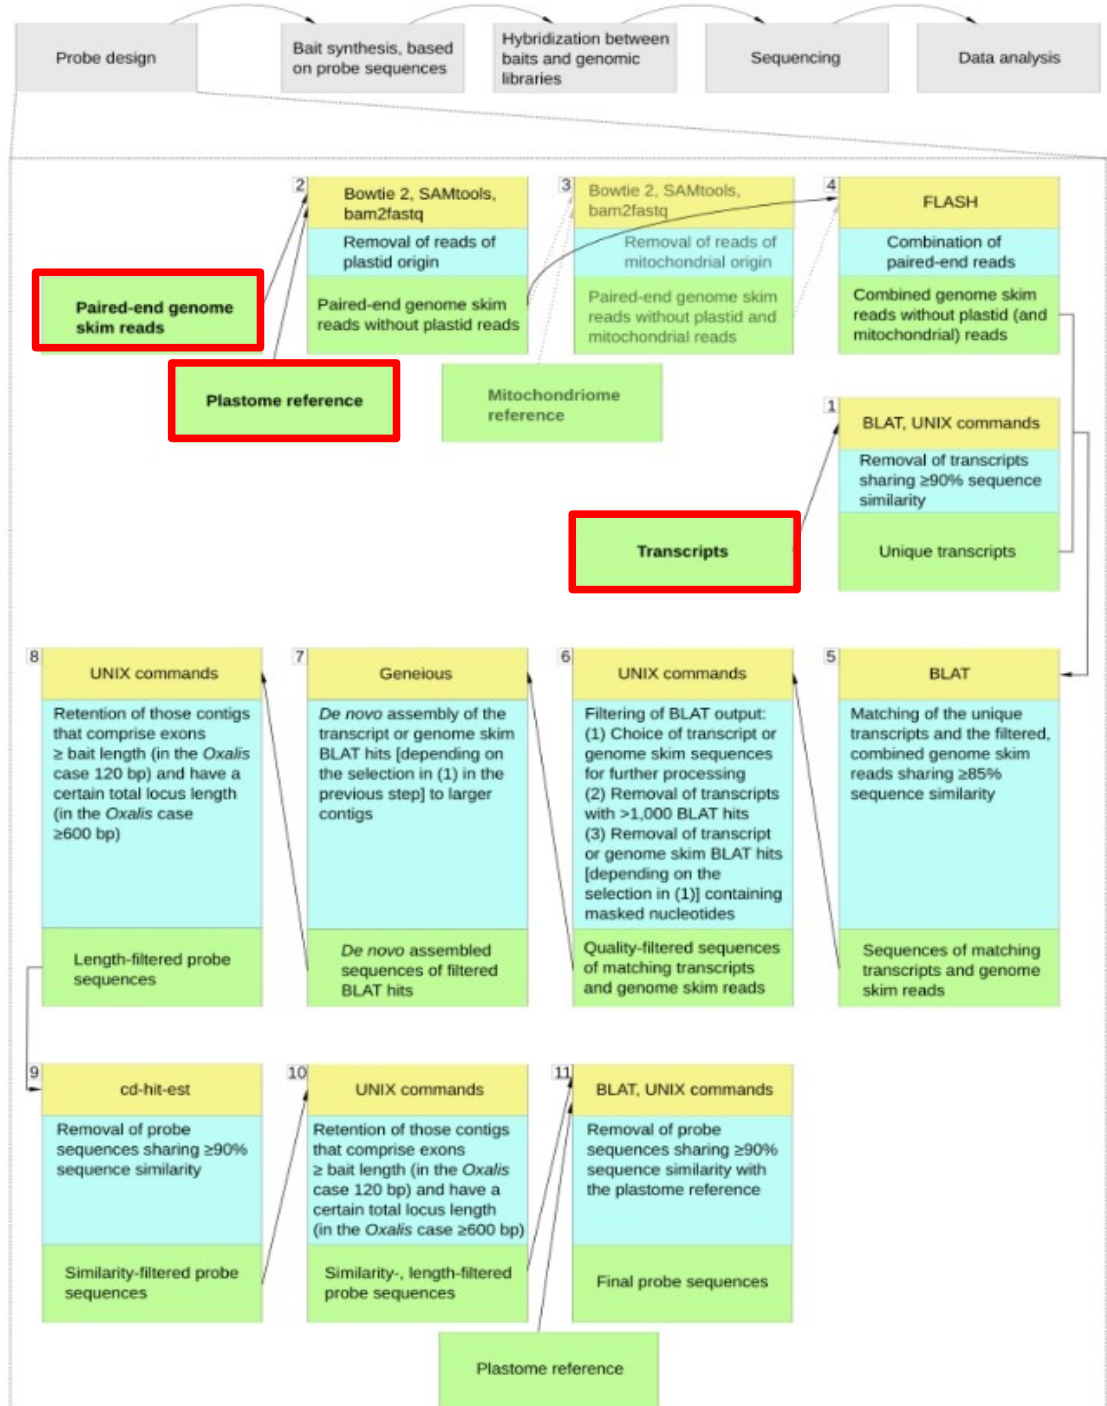 Probe design
Bait synthesis, based
on probe sequences
Hybridization between
baits and genomic
libraries
Sequencing
Data analysis
2
Bowtie 2, SAMtools,
bam2fastq
Removal of reads of
plastid origin
Paired-end genome skim
reads without plastid reads
3
Bowtie 2, SAMtools,
bam2fastq
Removal of reads of
mitochondrial origin
Paired-end genome skim
reads without plastid and
mitochondrial reads
4
FLASH
Combination of
paired-end reads
Combined genome skim
reads without plastid (and
mitochondrial) reads
Paired-end genome
skim reads
Plastome reference
Mitochondriome
reference
1
BLAT, UNIX commands
Removal of transcripts
sharing ≥90% sequence
similarity
Unique transcripts
Transcripts
8
UNIX commands
Retention of those contigs
that comprise exons
≥ bait length (in the Oxalis
case 120 bp) and have a
certain total locus length
(in the Oxalis case
≥600 bp)
Length-filtered probe
sequences
7
Geneious
De novo assembly of the
transcript or genome skim
BLAT hits [depending on
the selection in (1) in the
previous step] to larger
contigs
De novo assembled
sequences of filtered
BLAT hits
6
UNIX commands
Filtering of BLAT output:
(1) Choice of transcript or
genome skim sequences
for further processing
(2) Removal of transcripts
with >1,000 BLAT hits
(3) Removal of transcript
or genome skim BLAT hits
[depending on the
selection in (1)] containing
masked nucleotides
Quality-filtered sequences
of matching transcripts
and genome skim reads
5
BLAT
Matching of the unique
transcripts and the filtered,
combined genome skim
reads sharing ≥85%
sequence similarity
Sequences of matching
transcripts and genome
skim reads
9
cd-hit-est
Removal of probe
sequences sharing ≥90%
sequence similarity
Similarity-filtered probe
sequences
10
UNIX commands
Retention of those contigs
that comprise exons
≥ bait length (in the Oxalis
case 120 bp) and have a
certain total locus length
(in the Oxalis case ≥600 bp)
Similarity-, length-filtered
probe sequences
11
BLAT, UNIX commands
Removal of probe
sequences sharing ≥90%
sequence similarity with
the plastome reference
Final probe sequences
Plastome reference